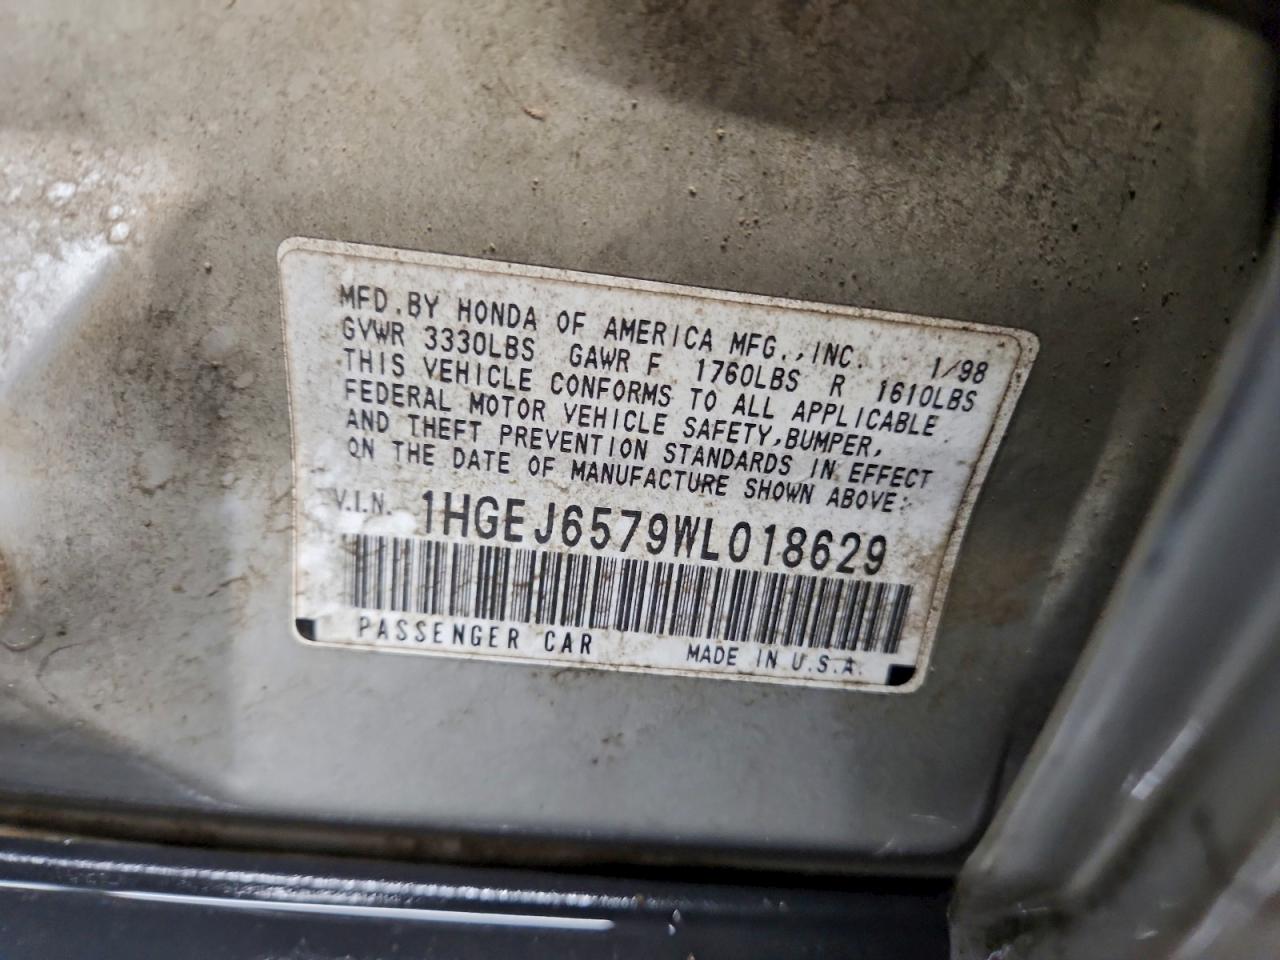 MFD.BY HONDA OF AMERICA MFG.,INC. 1/98
GVWR 3330LBS GAWR F 1760LBS R 1610LBS
THIS VEHICLE CONFORMS TO ALL APPLICABLE
FEDERAL MOTOR VEHICLE SAFETY,BUMPER,
AND THEFT PREVENTION STANDARDS IN EFFECT
ON THE DATE OF MANUFACTURE SHOWN ABOVE.
V.I.N. 1HGEJ6579WL018629
PASSENGER CAR MADE IN U.S.A.